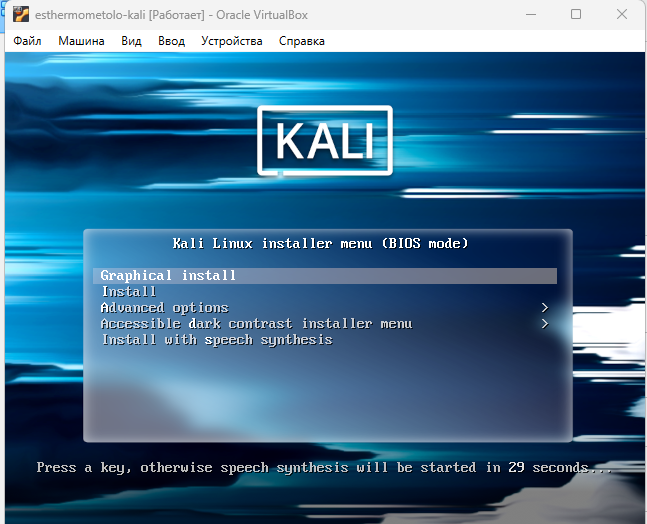 esthermometolo-kali [Работает] - Oracle VirtualBox
Файл Машина Вид Ввод Устройства Справка
KALI
Kali Linux installer menu (BIOS mode)
Graphical install
Install
Advanced options >
Accessible dark contrast installer menu >
Install with speech synthesis
Press a key, otherwise speech synthesis will be started in 29 seconds...